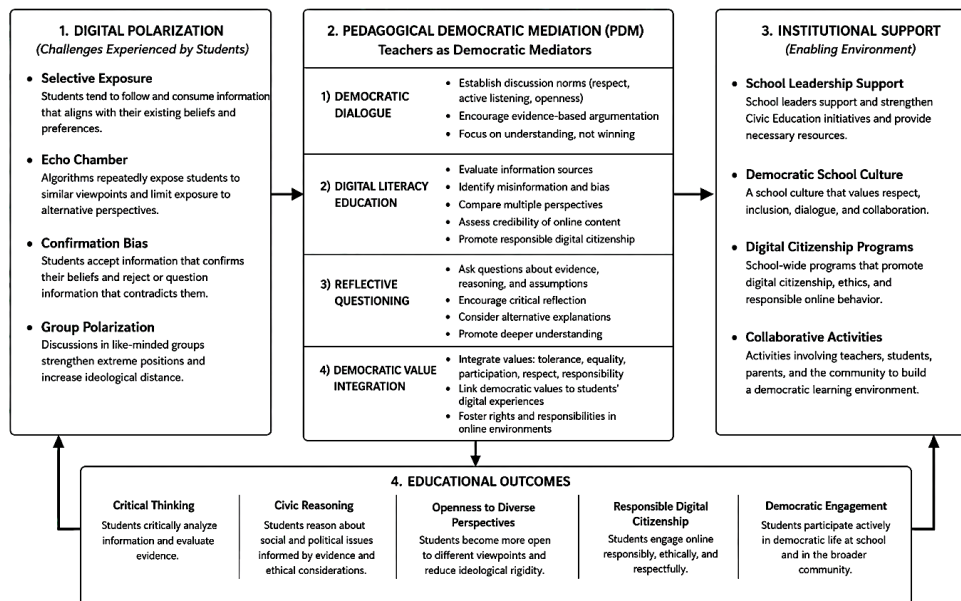 1. DIGITAL POLARIZATION
(Challenges Experienced by Students)
• Selective Exposure
Students tend to follow and consume information
that aligns with their existing beliefs and
preferences.
• Echo Chamber
Algorithms repeatedly expose students to
similar viewpoints and limit exposure to
alternative perspectives.
• Confirmation Bias
Students accept information that confirms
their beliefs and reject or question
information that contradicts them.
• Group Polarization
Discussions in like-minded groups
strengthen extreme positions and
increase ideological distance.
2. PEDAGOGICAL DEMOCRATIC MEDIATION (PDM)
Teachers as Democratic Mediators
1) DEMOCRATIC
DIALOGUE
• Establish discussion norms (respect,
active listening, openness)
• Encourage evidence-based argumentation
• Focus on understanding, not winning
2) DIGITAL LITERACY
EDUCATION
• Evaluate information sources
• Identify misinformation and bias
• Compare multiple perspectives
• Assess credibility of online content
• Promote responsible digital citizenship
3) REFLECTIVE
QUESTIONING
• Ask questions about evidence,
reasoning, and assumptions
• Encourage critical reflection
• Consider alternative explanations
• Promote deeper understanding
4) DEMOCRATIC VALUE
INTEGRATION
• Integrate values: tolerance, equality,
participation, respect, responsibility
• Link democratic values to students'
digital experiences
• Foster rights and responsibilities in
online environments
3. INSTITUTIONAL SUPPORT
(Enabling Environment)
• School Leadership Support
School leaders support and strengthen
Civic Education initiatives and provide
necessary resources.
• Democratic School Culture
A school culture that values respect,
inclusion, dialogue, and collaboration.
• Digital Citizenship Programs
School-wide programs that promote
digital citizenship, ethics, and
responsible online behavior.
• Collaborative Activities
Activities involving teachers, students,
parents, and the community to build
a democratic learning environment.
4. EDUCATIONAL OUTCOMES
Critical Thinking
Students critically analyze
information and evaluate
evidence.
Civic Reasoning
Students reason about
social and political issues
informed by evidence and
ethical considerations.
Openness to Diverse
Perspectives
Students become more open
to different viewpoints and
reduce ideological rigidity.
Responsible Digital
Citizenship
Students engage online
responsibly, ethically, and
respectfully.
Democratic Engagement
Students participate actively
in democratic life at school
and in the broader
community.